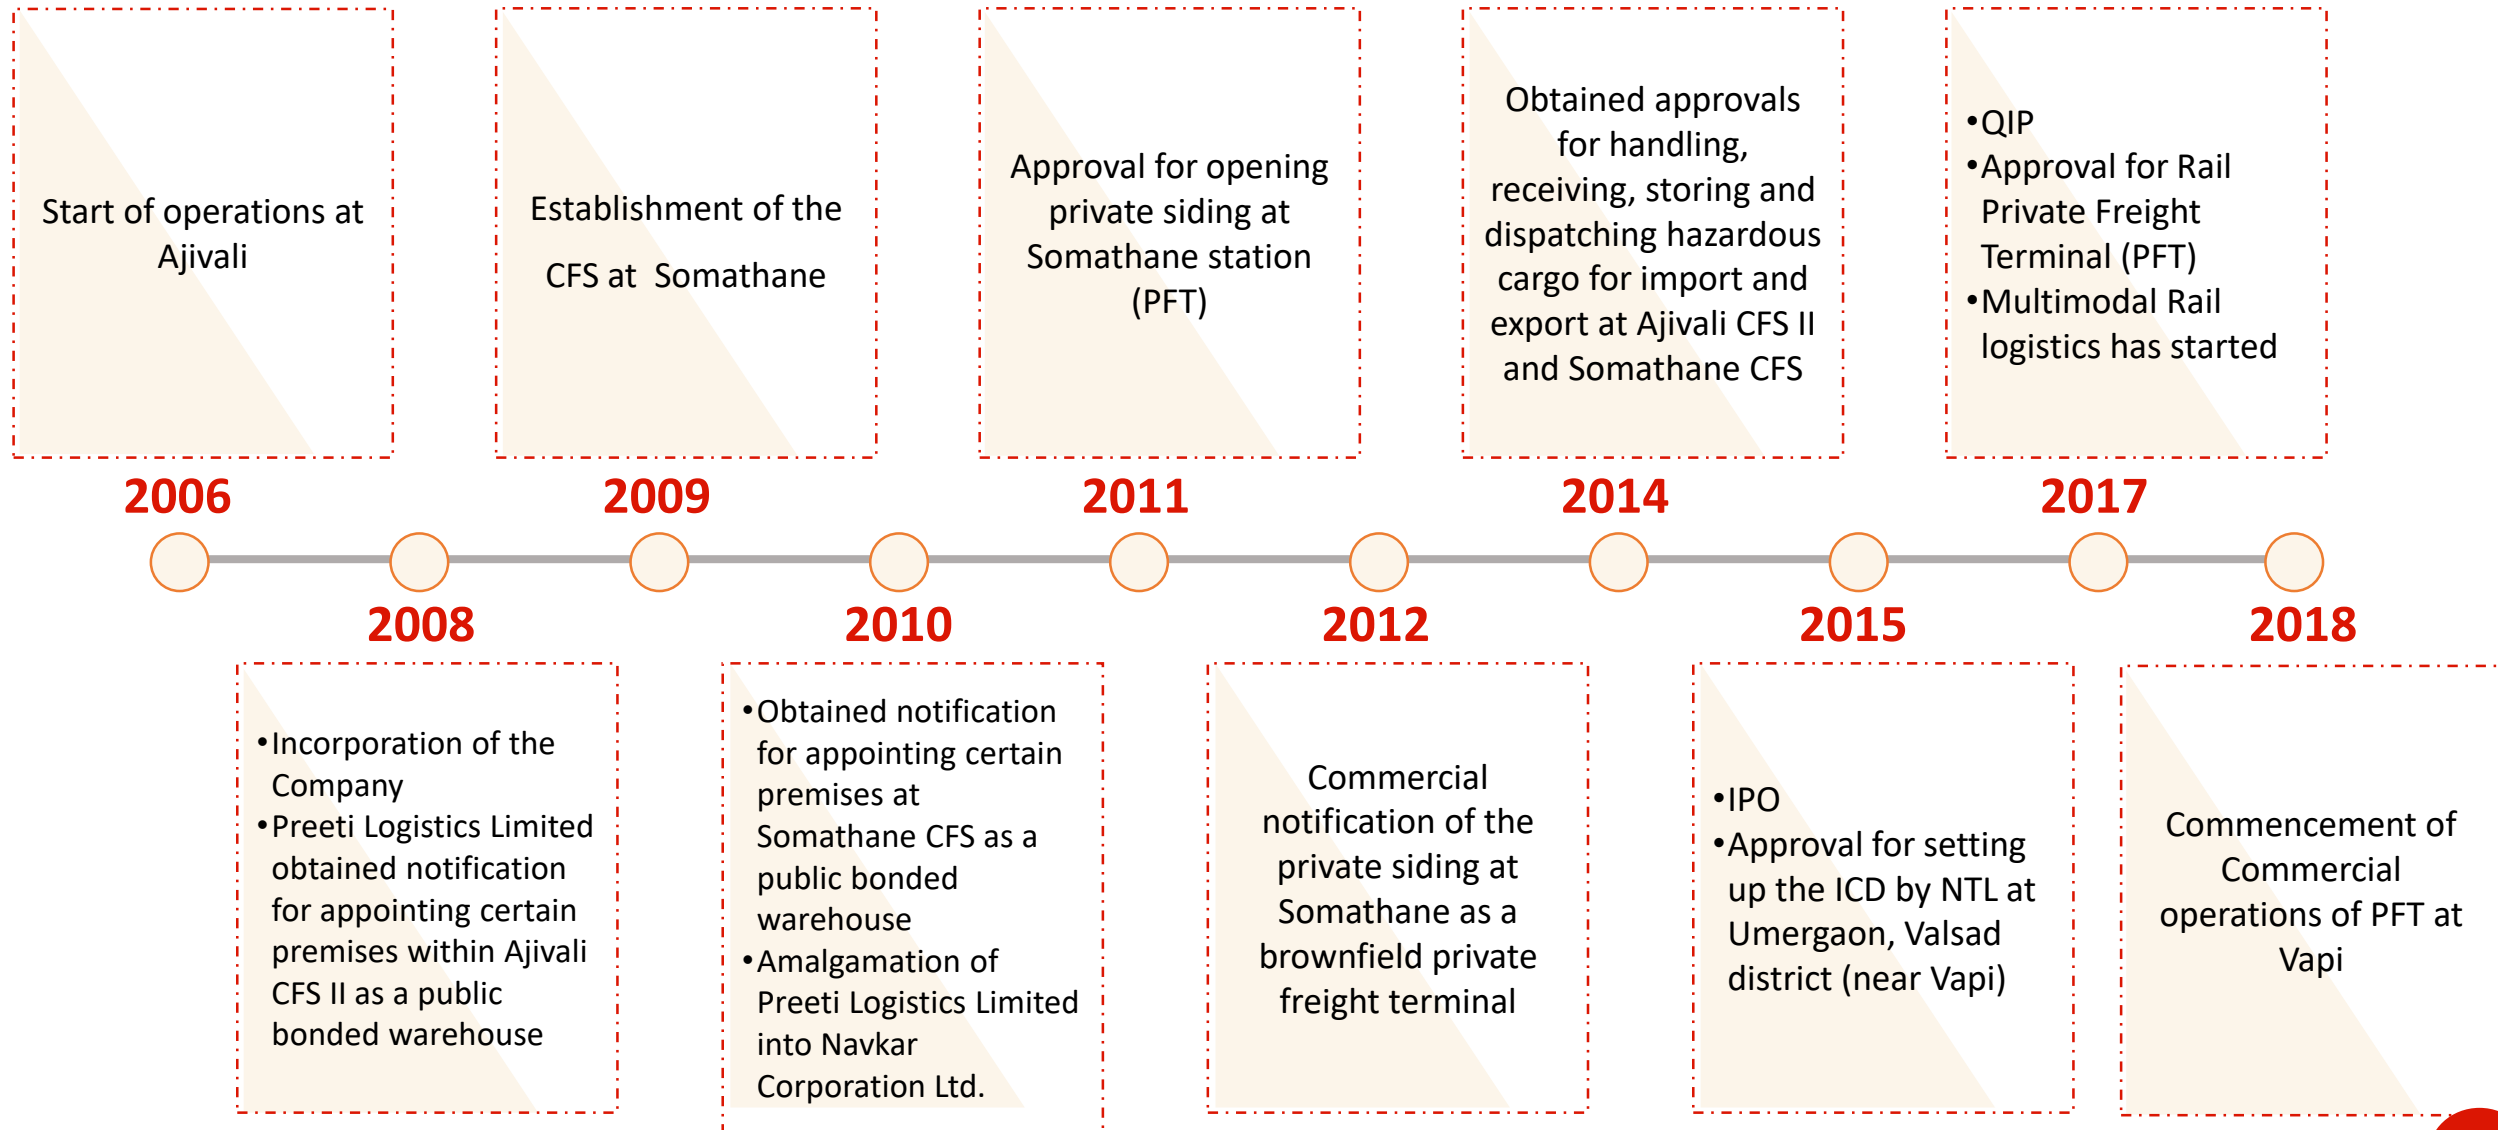 Start of operations at
Ajivali
Establishment of the
CFS at Somathane
Approval for opening
private siding at
Somathane station
(PFT)
Obtained approvals
for handling,
receiving, storing and
dispatching hazardous
cargo for import and
export at Ajivali CFS II
and Somathane CFS
•QIP
•Approval for Rail
Private Freight
Terminal (PFT)
•Multimodal Rail
logistics has started
2006
2009
2011
2014
2017
2008
2010
2012
2015
2018
•Incorporation of the
Company
•Preeti Logistics Limited
obtained notification
for appointing certain
premises within Ajivali
CFS II as a public
bonded warehouse
•Obtained notification
for appointing certain
premises at
Somathane CFS as a
public bonded
warehouse
•Amalgamation of
Preeti Logistics Limited
into Navkar
Corporation Ltd.
Commercial
notification of the
private siding at
Somathane as a
brownfield private
freight terminal
•IPO
•Approval for setting
up the ICD by NTL at
Umergaon, Valsad
district (near Vapi)
Commencement of
Commercial
operations of PFT at
Vapi